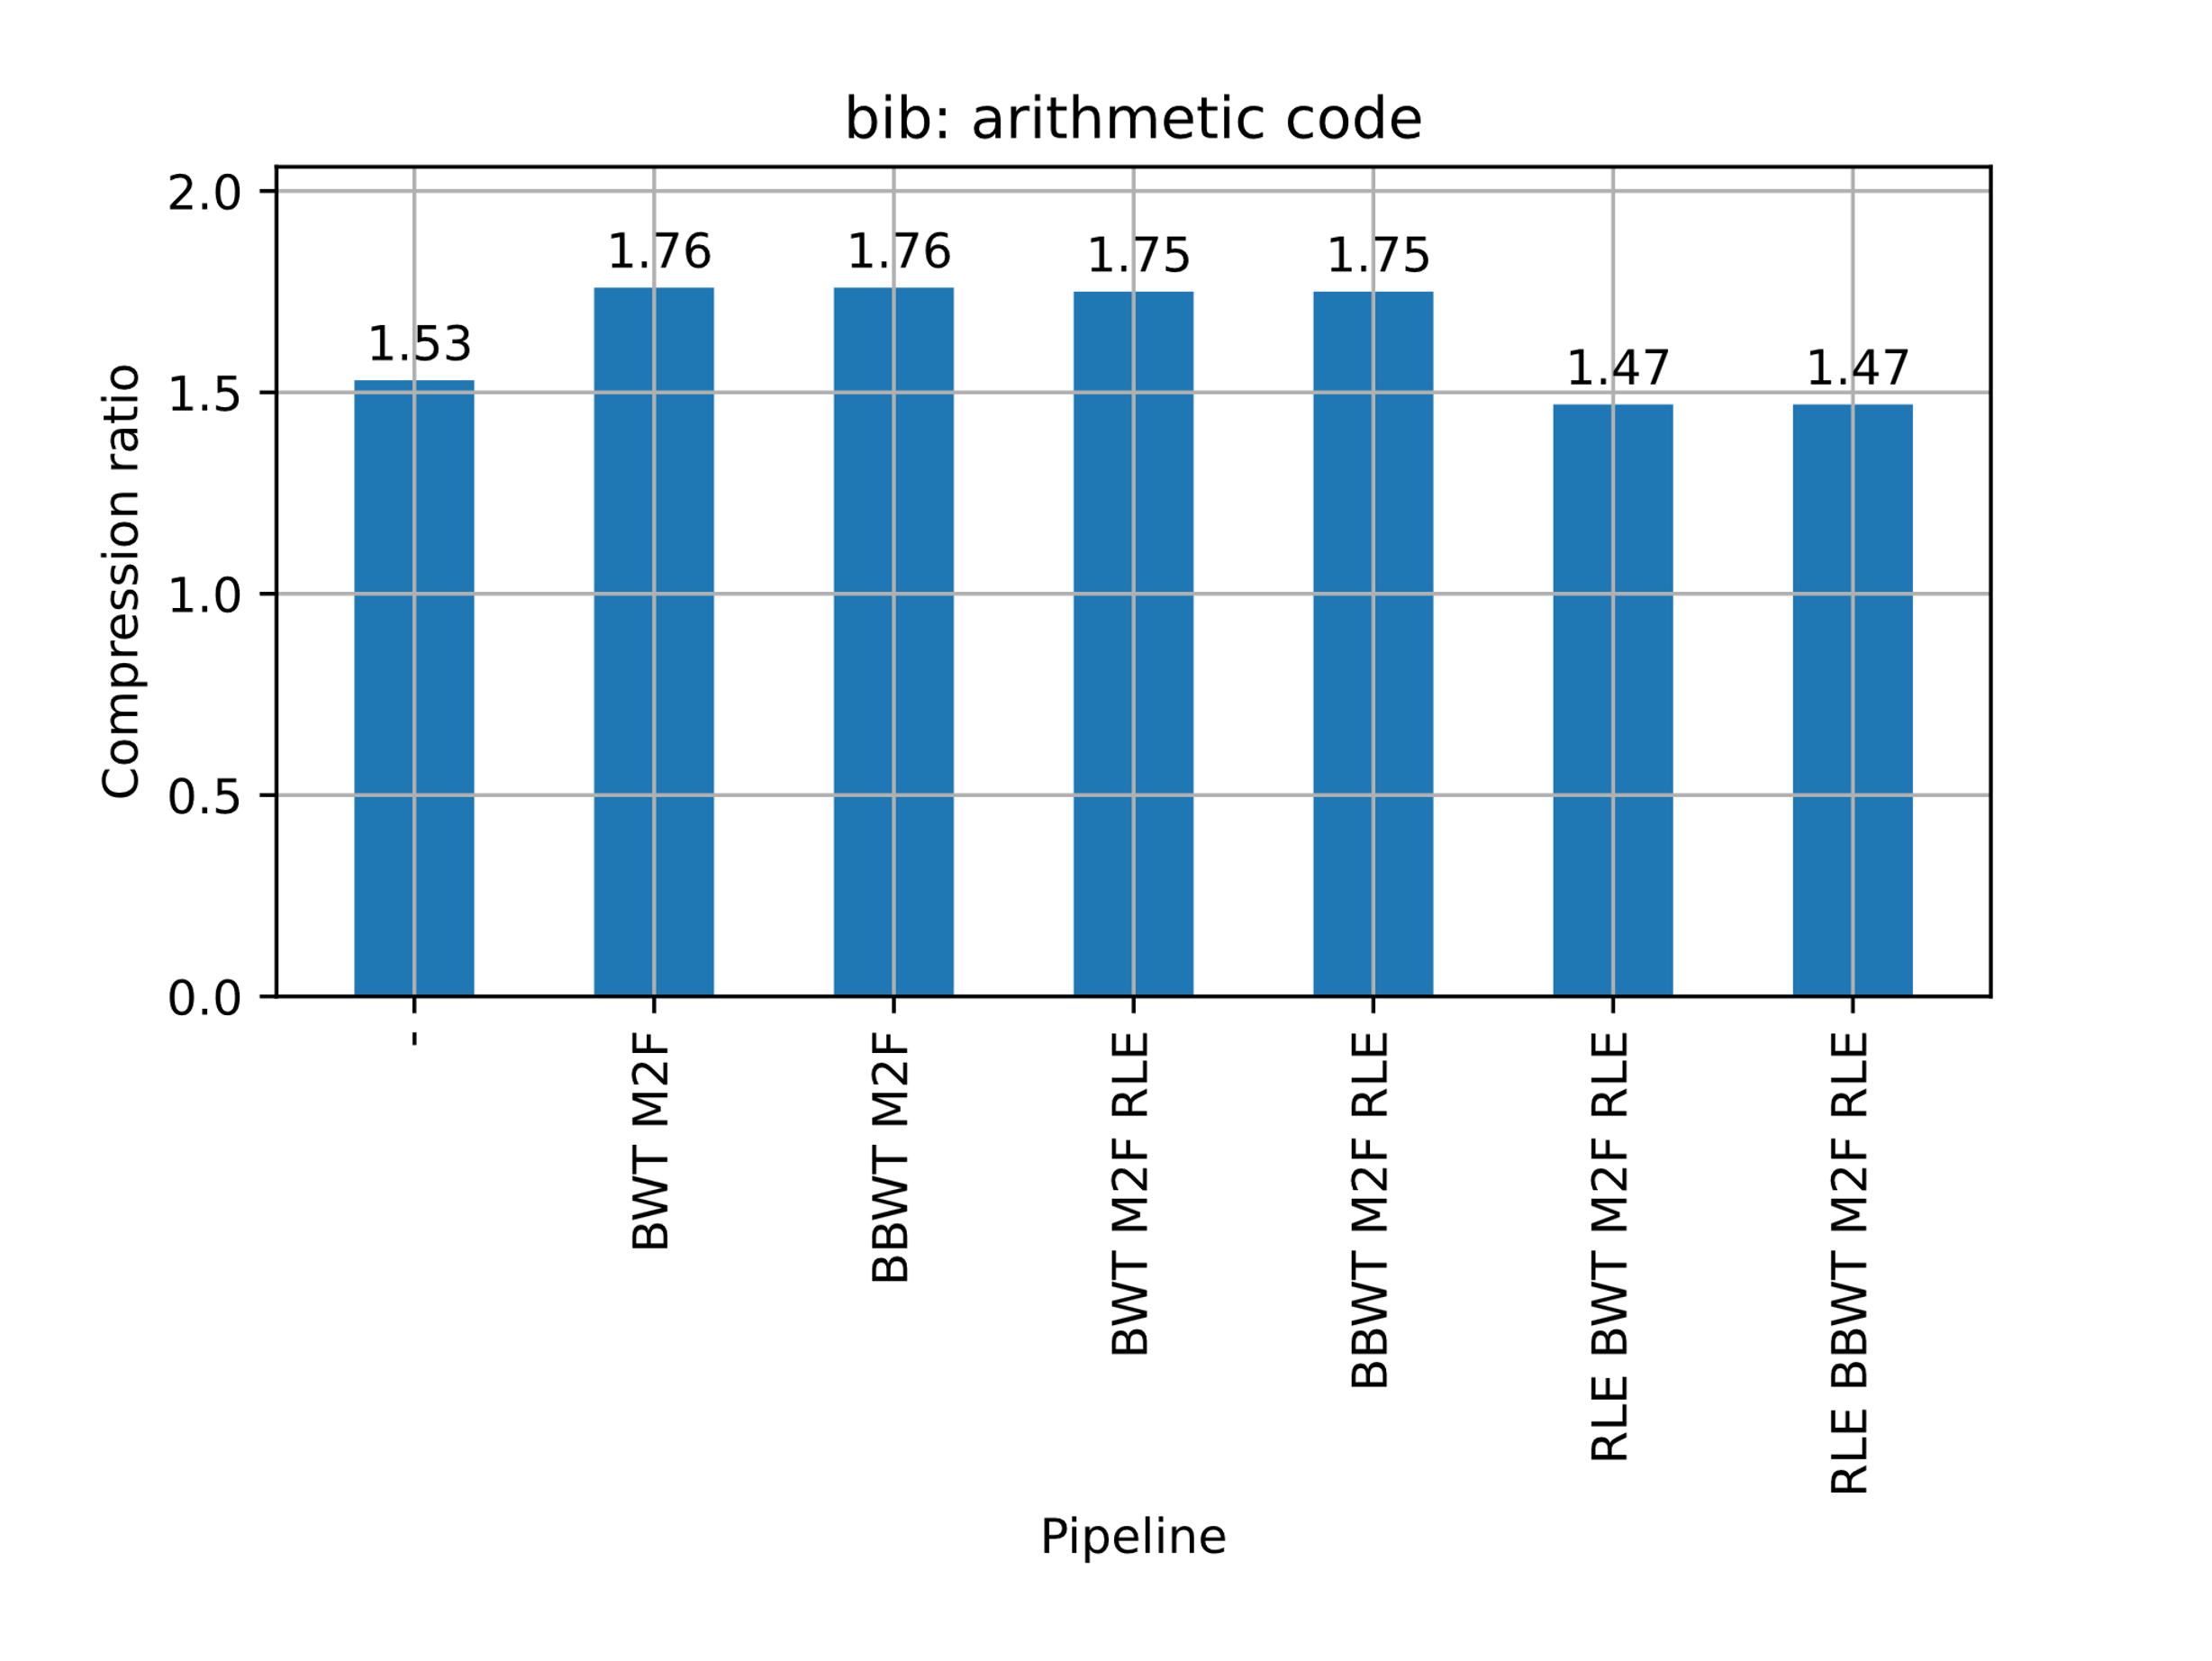 bib: arithmetic code
Compression ratio
2.0
1.5
1.0
0.5
0.0
1.53
1.76
1.76
1.75
1.75
1.47
1.47
-
BWT M2F
BBWT M2F
BWT M2F RLE
BBWT M2F RLE
RLE BWT M2F RLE
RLE BBWT M2F RLE
Pipeline